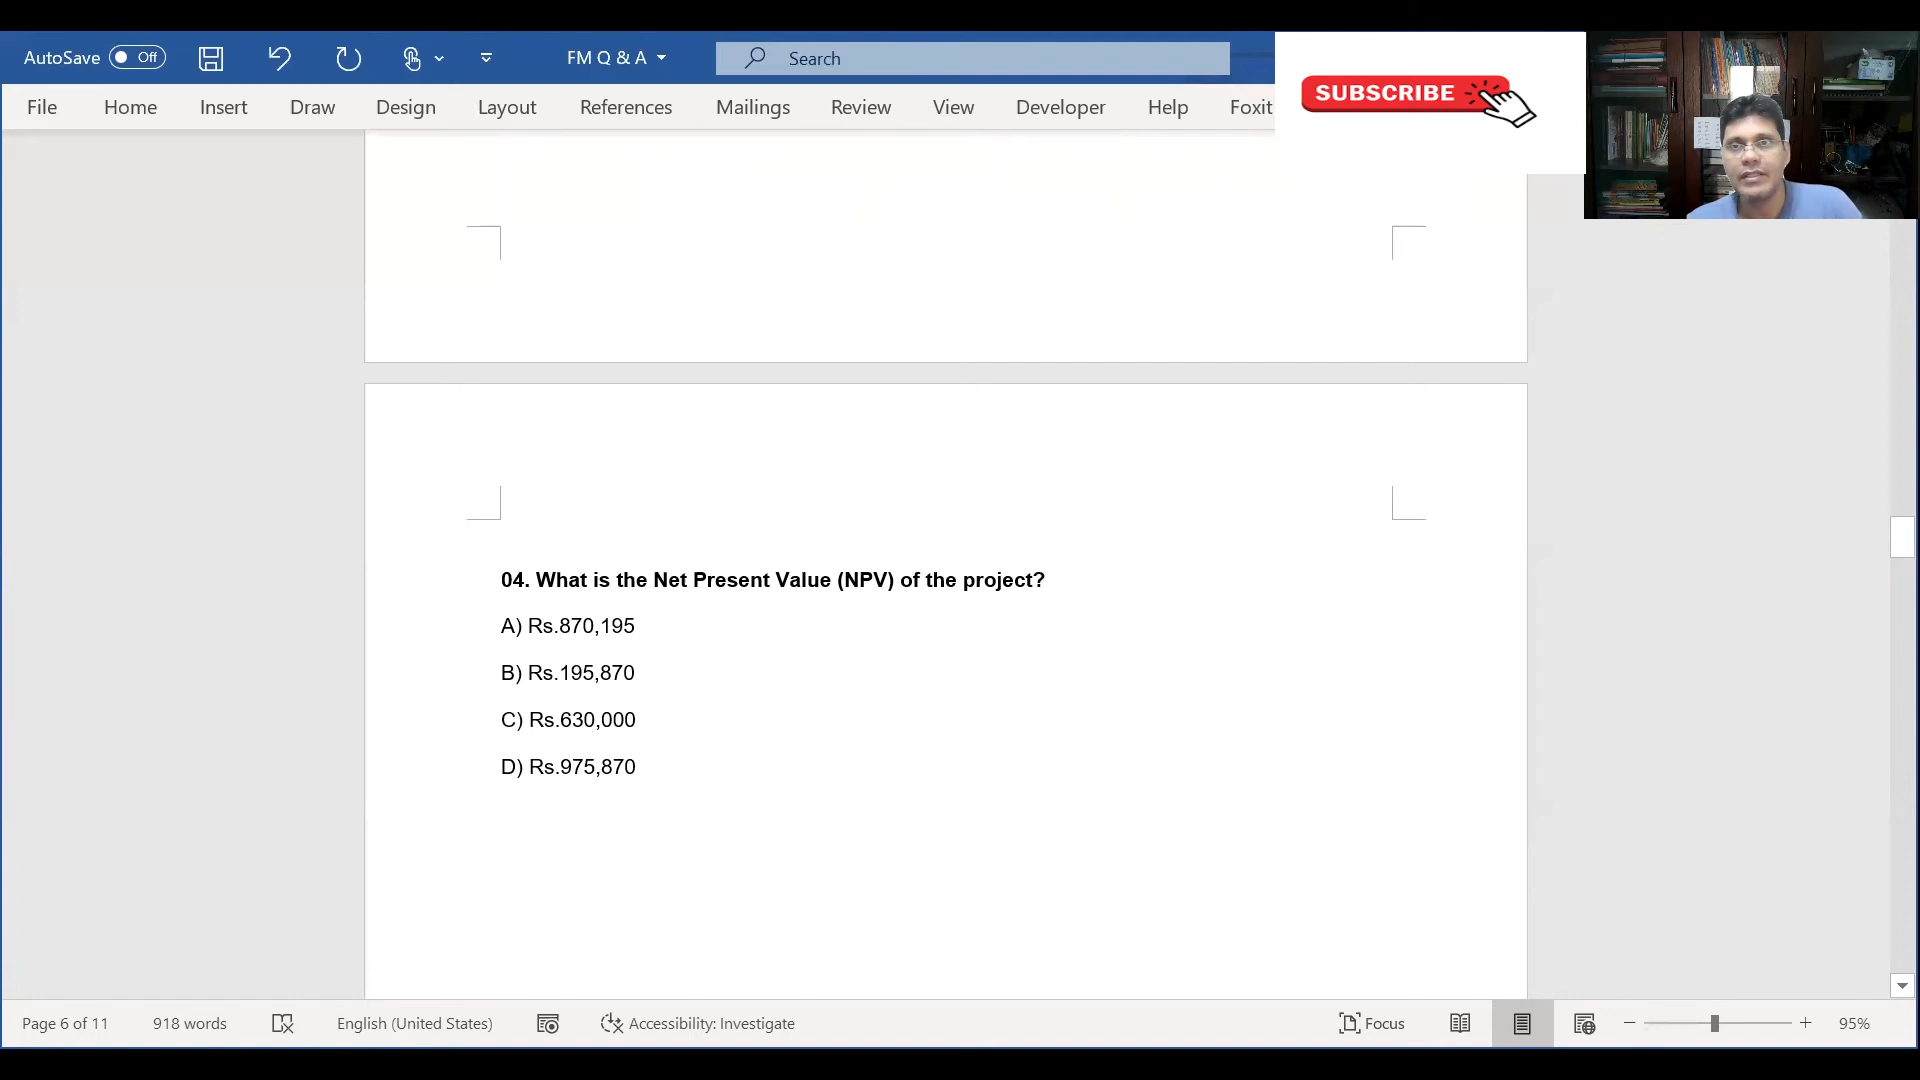 AutoSave Off FM Q & A Search
SUBSCRIBE
File Home Insert Draw Design Layout References Mailings Review View Developer Help Foxit
04. What is the Net Present Value (NPV) of the project?
A) Rs.870,195
B) Rs.195,870
C) Rs.630,000
D) Rs.975,870
Page 6 of 11 918 words English (United States) Accessibility: Investigate Focus 95%